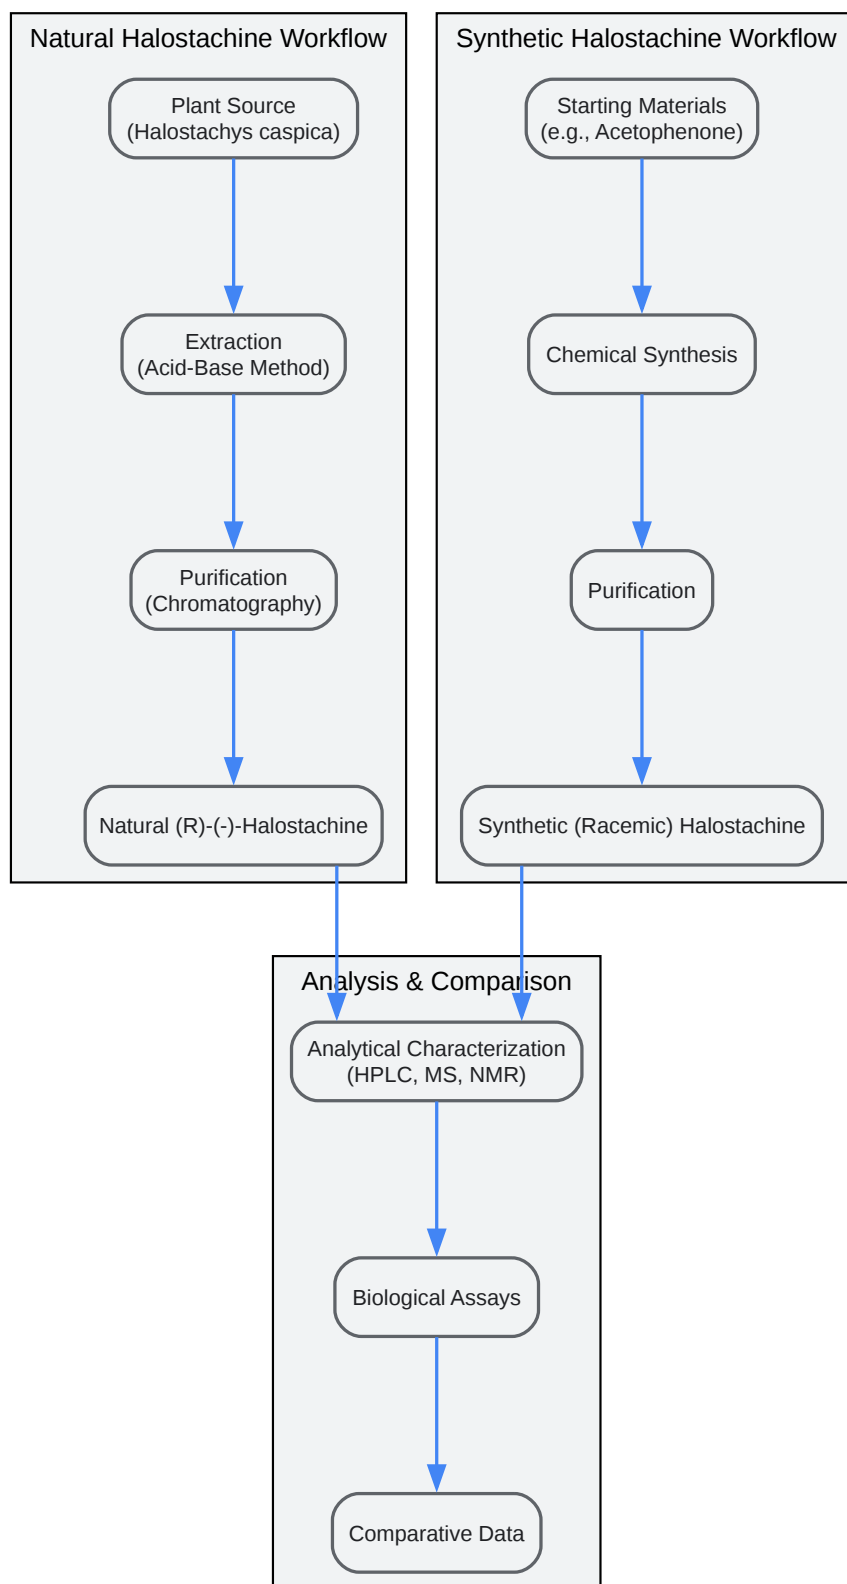 Natural Halostachine Workflow
Plant Source
(Halostachys caspica)
Extraction
(Acid-Base Method)
Purification
(Chromatography)
Natural (R)-(-)-Halostachine
Synthetic Halostachine Workflow
Starting Materials
(e.g., Acetophenone)
Chemical Synthesis
Purification
Synthetic (Racemic) Halostachine
Analysis & Comparison
Analytical Characterization
(HPLC, MS, NMR)
Biological Assays
Comparative Data